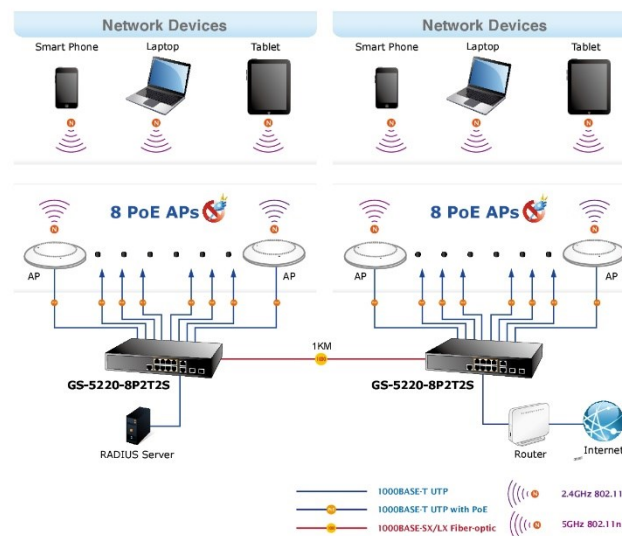 Network Devices
Network Devices
Smart Phone
Laptop
Tablet
Smart Phone
Laptop
Tablet
N
N
N
N
N
N
N
8 PoE APs
N
N
8 PoE APs
N
AP
AP
AP
AP
1KM
GS-5220-8P2T2S
GS-5220-8P2T2S
RADIUS Server
Router
Internet
1000BASE-T UTP
2.4GHz 802.11
1000BASE-T UTP with PoE
1000BASE-SX/LX Fiber-optic
5GHz 802.11n